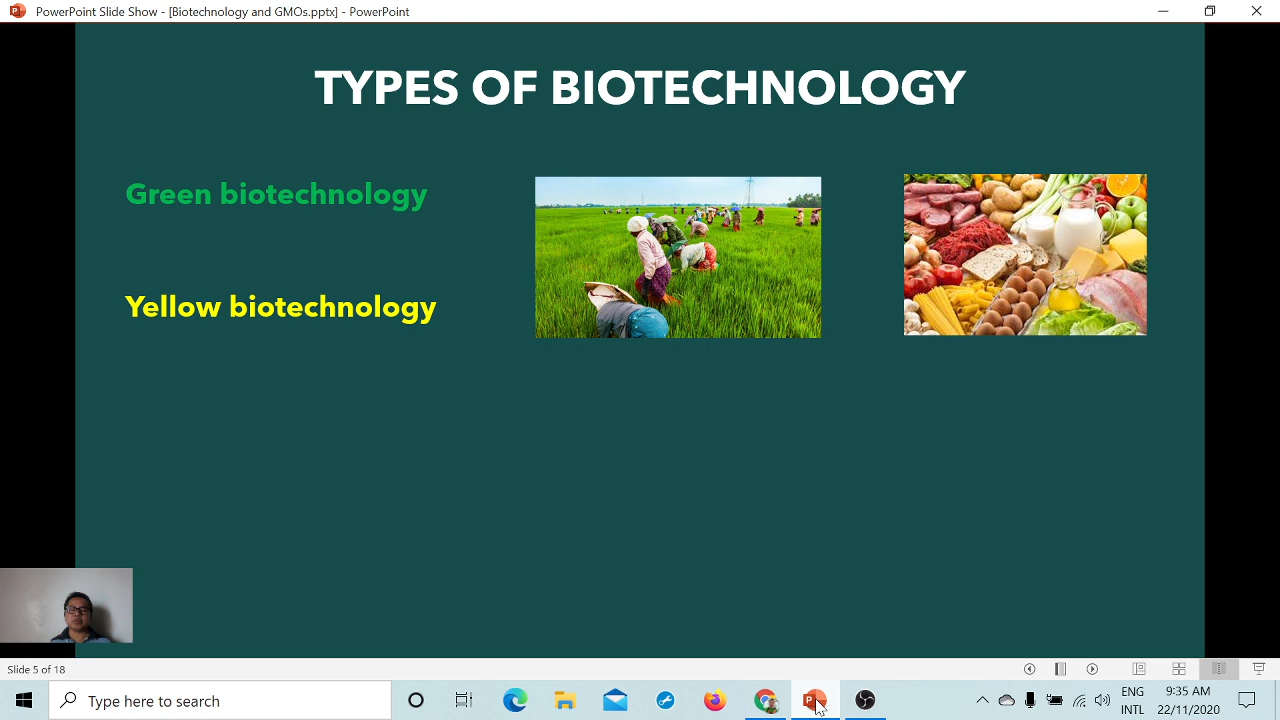 PowerPoint Slide Show - [Biotechnology and GMOs.pptx] - PowerPoint
TYPES OF BIOTECHNOLOGY
Green biotechnology
Yellow biotechnology
Slide 5 of 18
Type here to search
ENG
INTL
9:35 AM
22/11/2020